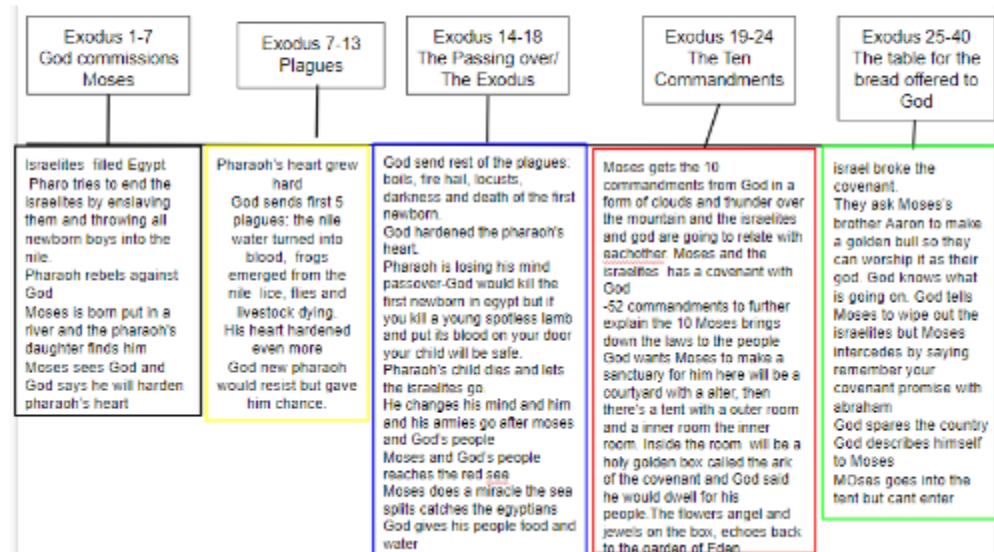 Exodus 1-7
God commissions
Moses
Exodus 7-13
Plagues
Exodus 14-18
The Passing over/
The Exodus
Exodus 19-24
The Ten
Commandments
Exodus 25-40
The table for the
bread offered to
God
Israelites filled Egypt
Pharo tries to end the
israelites by enslaving
them and throwing all
newborn boys into the
nile.
Pharaoh rebels against
God
Moses is born put in a
river and the pharaoh's
daughter finds him
Moses sees God and
God says he will harden
pharaoh's heart
Pharaoh's heart grew
hard
God sends first 5
plagues: the nile
water turned into
blood, frogs
emerged from the
nile lice, flies and
livestock dying.
His heart hardened
even more
God new pharaoh
would resist but gave
him chance.
God send rest of the plagues:
boils, fire hail, locusts,
darkness and death of the first
newborn.
God hardened the pharaoh's
heart.
Pharaoh is losing his mind
passover-God would kill the
first newborn in egypt but if
you kill a young spotless lamb
and put its blood on your door
your child will be safe.
Pharaoh's child dies and lets
the israelites go.
He changes his mind and him
and his armies go after moses
and God's people
Moses and God's people
reaches the red see
Moses does a miracle the sea
splits catches the egyptians
God gives his people food and
water
Moses gets the 10
commandments from God in a
form of clouds and thunder over
the mountain and the israelites
and god are going to relate with
eachother. Moses and the
israelites has a covenant with
God
-52 commandments to further
explain the 10 Moses brings
down the laws to the people
God wants Moses to make a
sanctuary for him here will be a
courtyard with a alter, then
there's a tent with a outer room
and a inner room the inner
room. Inside the room will be a
holy golden box called the ark
of the covenant and God said
he would dwell for his
people.The flowers angel and
jewels on the box, echoes back
to the garden of Eden
israel broke the
covenant.
They ask Moses's
brother Aaron to make
a golden bull so they
can worship it as their
god. God knows what
is going on. God tells
Moses to wipe out the
israelites but Moses
intercedes by saying
remember your
covenant promise with
abraham
God spares the country
God describes himself
to Moses
MOses goes into the
tent but cant enter